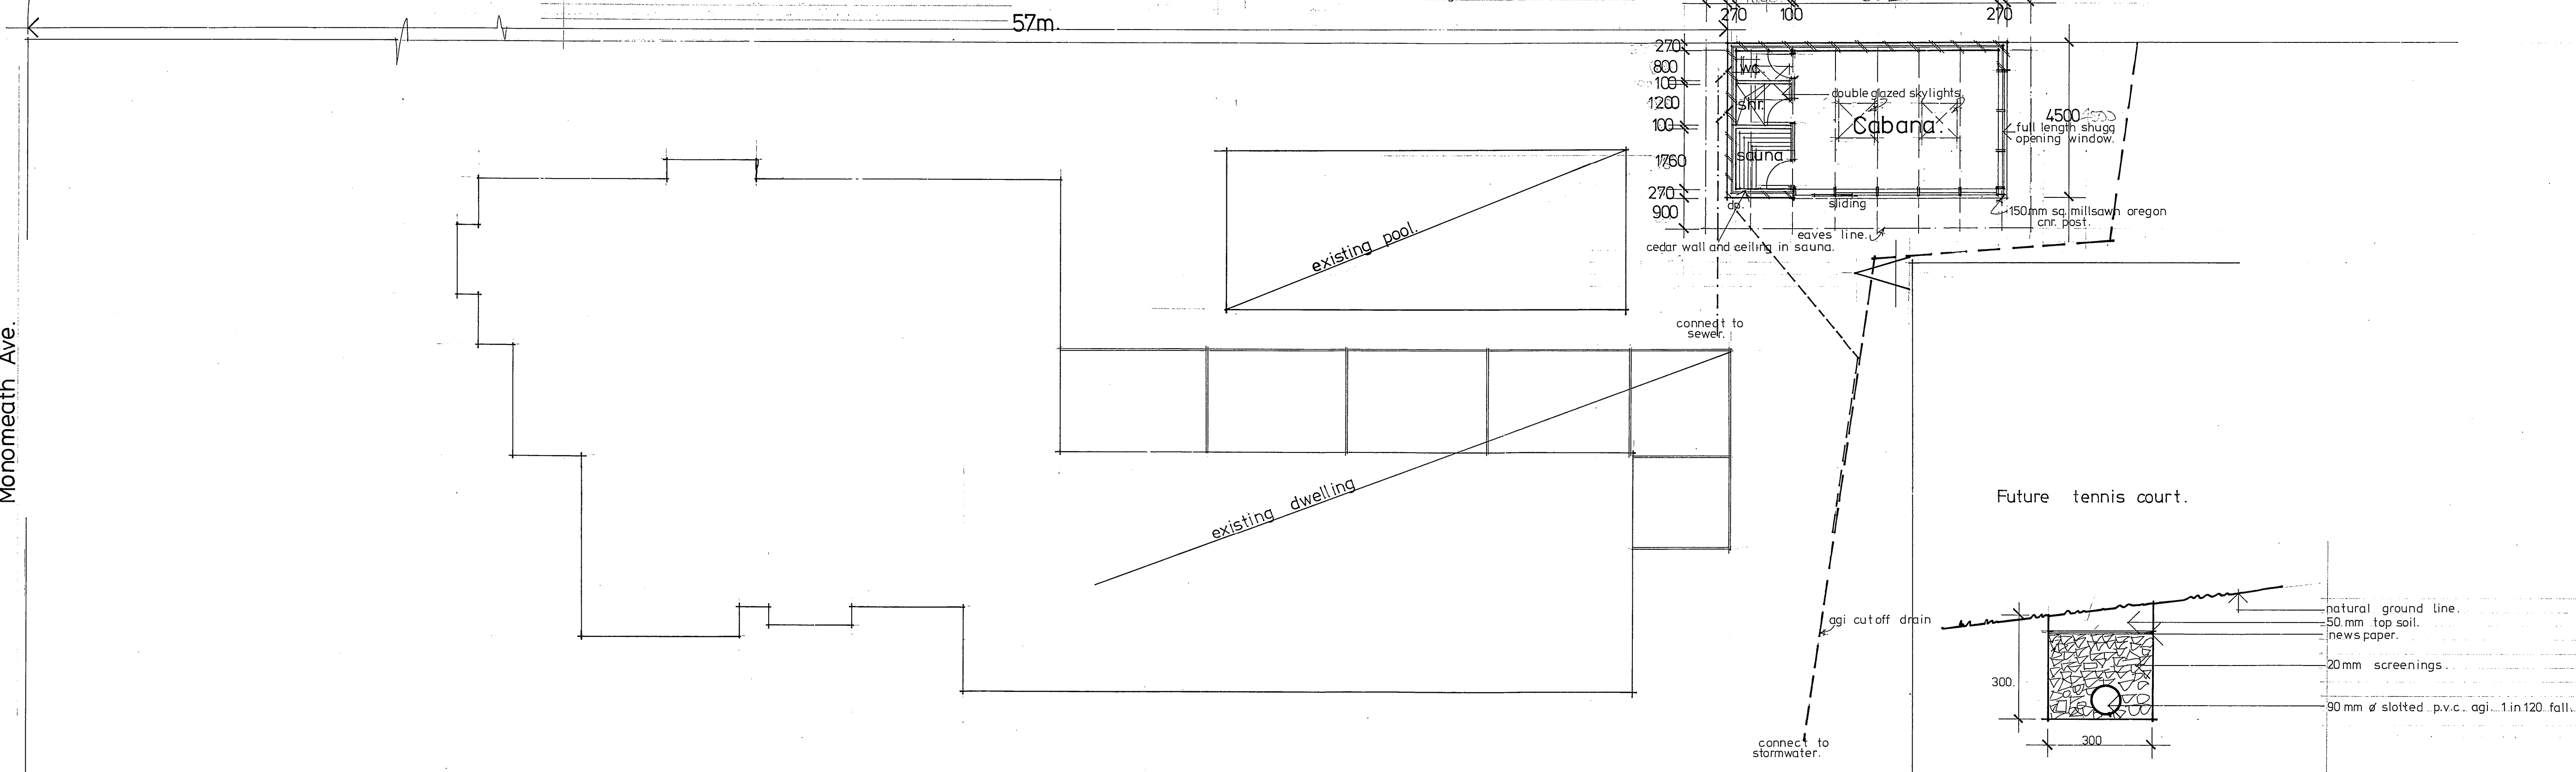 57m.
270 100 270
270
800
100
1200
100
1760
270
900
wc.
shr.
sauna
double glazed skylights.
Cabana.
4500
full length shugg
opening window.
150mm sq. millsawn oregon
cnr. post.
dp.
sliding
eaves line.
cedar wall and ceiling in sauna.
existing pool.
connect to
sewer.
Monomeath Ave.
existing dwelling
Future tennis court.
agi cutoff drain
connect to
stormwater.
natural ground line.
50.mm top soil.
newspaper.
20mm screenings.
90mm ø slotted p.v.c. agi. 1 in 120 fall.
300.
300